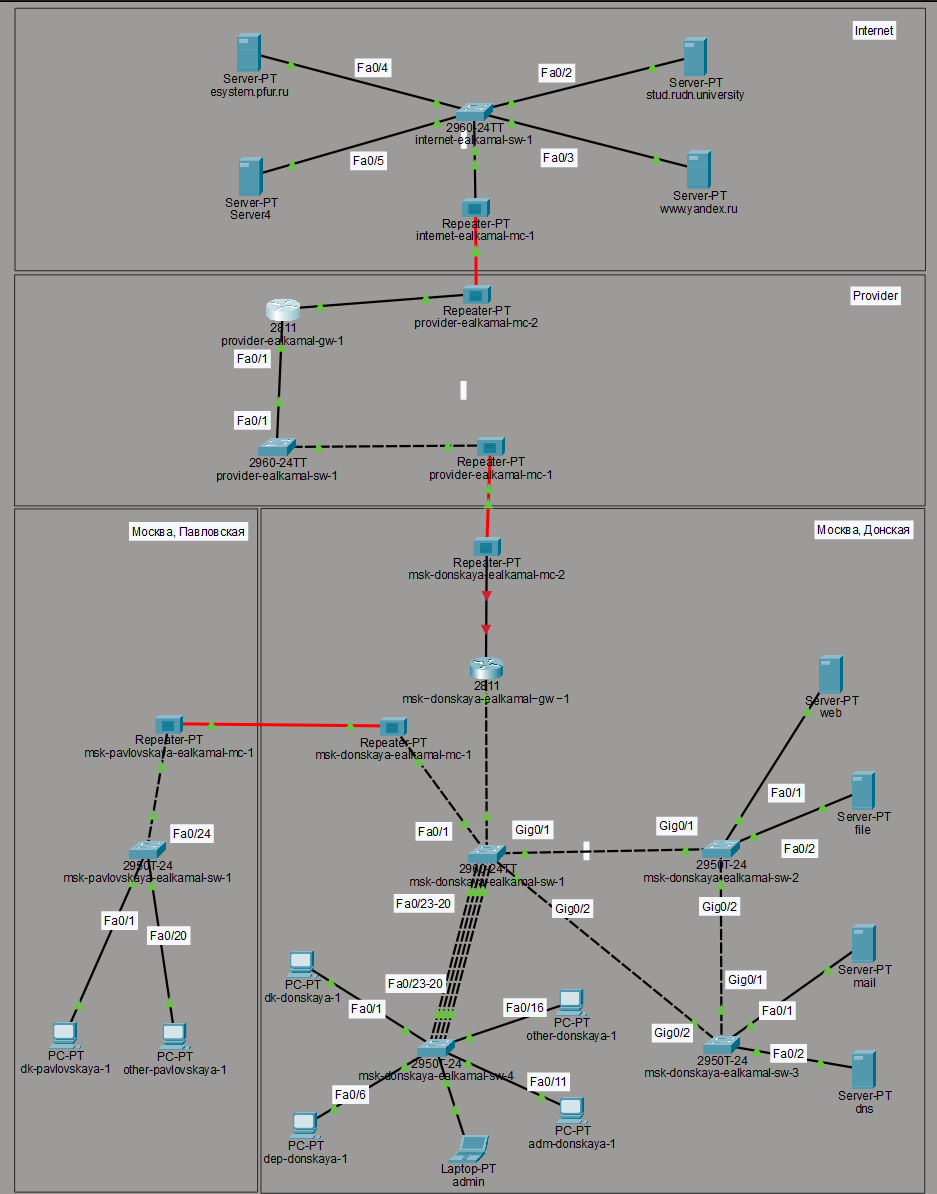 Internet
Server-PT
esystem.pfur.ru
Fa0/4
Fa0/2
Server-PT
stud.rudn.university
2960-24TT
internet-ealkamal-sw-1
Fa0/5
Fa0/3
Server-PT
Server4
Server-PT
www.yandex.ru
Repeater-PT
internet-ealkamal-mc-1
Provider
Repeater-PT
provider-ealkamal-mc-2
2811
provider-ealkamal-gw-1
Fa0/1
Fa0/1
2960-24TT
provider-ealkamal-sw-1
Repeater-PT
provider-ealkamal-mc-1
Москва, Павловская
Москва, Донская
Repeater-PT
msk-donskaya-ealkamal-mc-2
2811
msk-donskaya-ealkamal-gw-1
Server-PT
web
Repeater-PT
msk-pavlovskaya-ealkamal-mc-1
Repeater-PT
msk-donskaya-ealkamal-mc-1
Fa0/1
Server-PT
file
Fa0/24
Fa0/1
Gig0/1
Gig0/1
Fa0/2
2950T-24
msk-pavlovskaya-ealkamal-sw-1
2960-24TT
msk-donskaya-ealkamal-sw-1
2950T-24
msk-donskaya-ealkamal-sw-2
Fa0/23-20
Gig0/2
Gig0/2
Fa0/1
Fa0/20
Server-PT
mail
Fa0/23-20
Gig0/1
PC-PT
dk-donskaya-1
Fa0/1
Fa0/16
PC-PT
other-donskaya-1
Fa0/1
Gig0/2
PC-PT
dk-pavlovskaya-1
PC-PT
other-pavlovskaya-1
2950T-24
msk-donskaya-ealkamal-sw-4
2950T-24
msk-donskaya-ealkamal-sw-3
Fa0/2
Server-PT
dns
Fa0/6
Fa0/11
PC-PT
dep-donskaya-1
PC-PT
adm-donskaya-1
Laptop-PT
admin